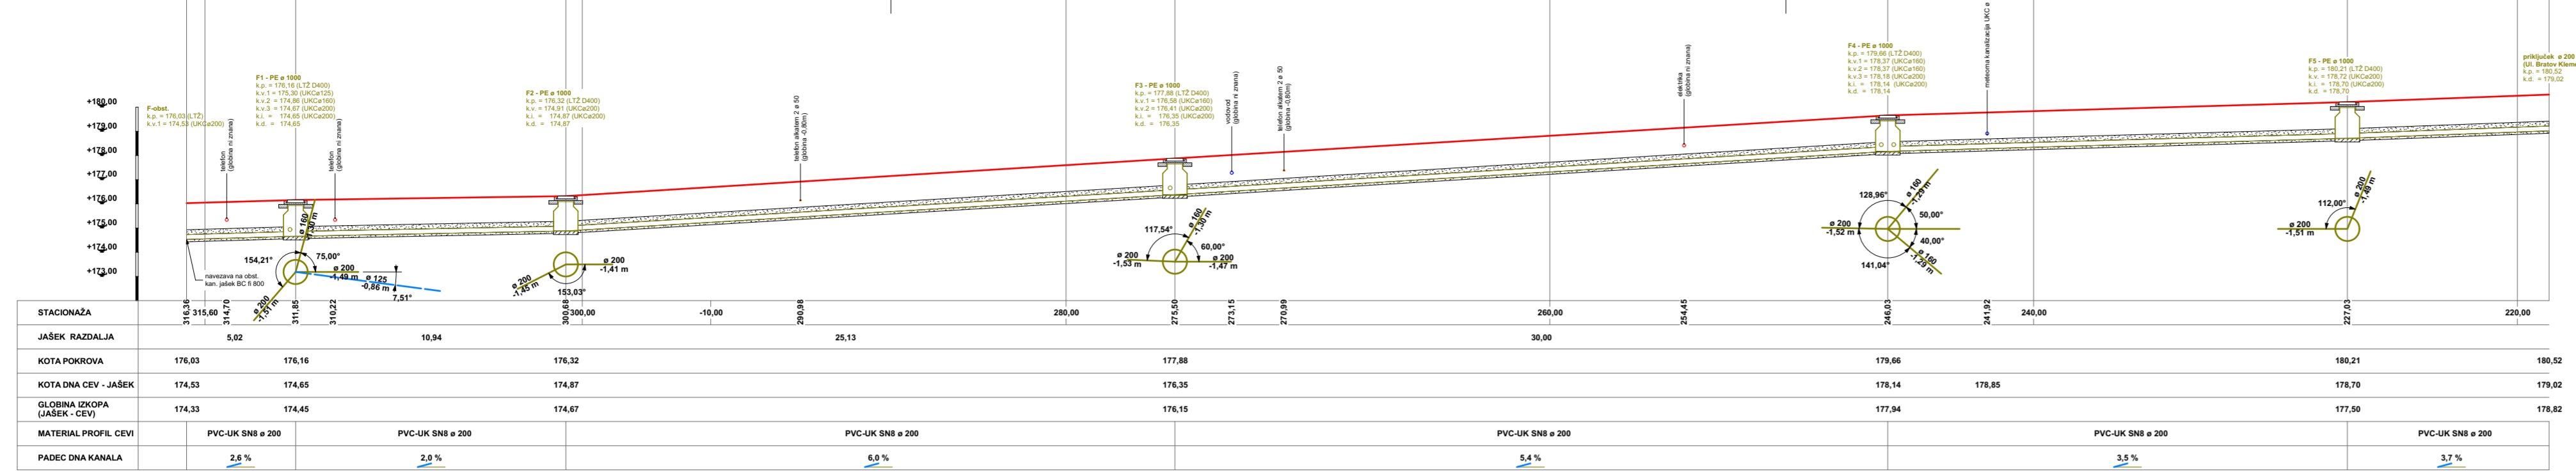 F-obst.
k.p. = 176,03 (LTŽ)
k.v.1 = 174,53 (UKCø200)
F1 - PE ø 1000
k.p. = 176,16 (LTŽ D400)
k.v.1 = 175,30 (UKCø125)
k.v.2 = 174,86 (UKCø160)
k.v.3 = 174,67 (UKCø200)
k.i. = 174,65 (UKCø200)
k.d. = 174,65
F2 - PE ø 1000
k.p. = 176,32 (LTŽ D400)
k.v. = 174,91 (UKCø200)
k.i. = 174,87 (UKCø200)
k.d. = 174,87
F3 - PE ø 1000
k.p. = 177,88 (LTŽ D400)
k.v.1 = 176,58 (UKCø160
k.v.2 = 176,41 (UKCø200)
k.i. = 176,35 (UKCø200)
k.d. = 176,35
F4 - PE ø 1000
k.p. = 179,66 (LTŽ D400)
k.v.1 = 178,37 (UKCø160)
k.v.2 = 178,37 (UKCø160)
k.v.3 = 178,18 (UKCø200)
k.i. = 178,14 (UKCø200)
k.d. = 178,14
F5 - PE ø 1000
k.p. = 180,21 (LTŽ D400)
k.v. = 178,72 (UKCø200)
k.i. = 178,70 (UKCø200)
k.d. = 178,70
priključek ø 200
(Ul. Bratov Kleme
k.p. = 180,52
k.d. = 179,02
+180,00
+179,00
+178,00
+177,00
+176,00
+175,00
+174,00
+173,00
telefon
(globina ni znana)
telefon
(globina ni znana)
telefon alkatem 2 ø 50
(globina -0,80m)
vodovod
(globina ni znana)
telefon alkatem 2 ø 50
(globina -0,80m)
elektrika
(globina ni znana)
meteorna kanalizacija UKC ø
navezava na obst.
kan. jašek BC fi 800
154,21°
75,00°
ø 160
-1,30 m
ø 200
-1,49 m
ø 125
-0,86 m
7,51°
ø 200
-1,51 m
ø 200
-1,45 m
153,03°
ø 200
-1,41 m
117,54°
ø 160
-1,30 m
60,00°
ø 200
-1,53 m
ø 200
-1,47 m
128,96°
ø 160
-1,29 m
50,00°
ø 200
-1,52 m
40,00°
141,04°
ø 160
-1,29 m
112,00°
ø 200
-1,49 m
ø 200
-1,51 m
STACIONAŽA 316,36 315,60 314,70 311,85 310,22 300,68 300,00 -10,00 290,98 280,00 275,50 273,15 270,99 260,00 254,45 246,03 241,92 240,00 227,03 220,00
JAŠEK RAZDALJA 5,02 10,94 25,13 30,00
KOTA POKROVA 176,03 176,16 176,32 177,88 179,66 180,21 180,52
KOTA DNA CEV - JAŠEK 174,53 174,65 174,87 176,35 178,14 178,85 178,70 179,02
GLOBINA IZKOPA
(JAŠEK - CEV) 174,33 174,45 174,67 176,15 177,94 177,50 178,82
MATERIAL PROFIL CEVI PVC-UK SN8 ø 200 PVC-UK SN8 ø 200 PVC-UK SN8 ø 200 PVC-UK SN8 ø 200 PVC-UK SN8 ø 200 PVC-UK SN8 ø 200
PADEC DNA KANALA 2,6 % 2,0 % 6,0 % 5,4 % 3,5 % 3,7 %